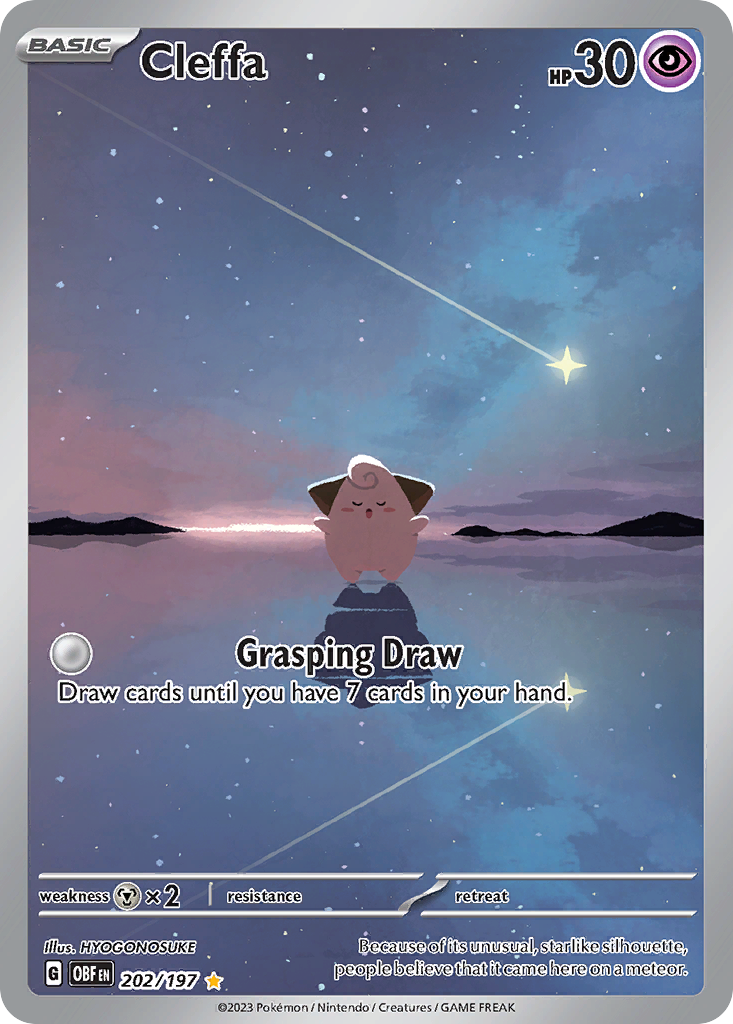 BASIC Cleffa HP30
Grasping Draw
Draw cards until you have 7 cards in your hand.
weakness ×2 resistance retreat
Illus. HYOGONOSUKE
Because of its unusual, starlike silhouette,
people believe that it came here on a meteor.
G OBF EN 202/197
©2023 Pokémon / Nintendo / Creatures / GAME FREAK